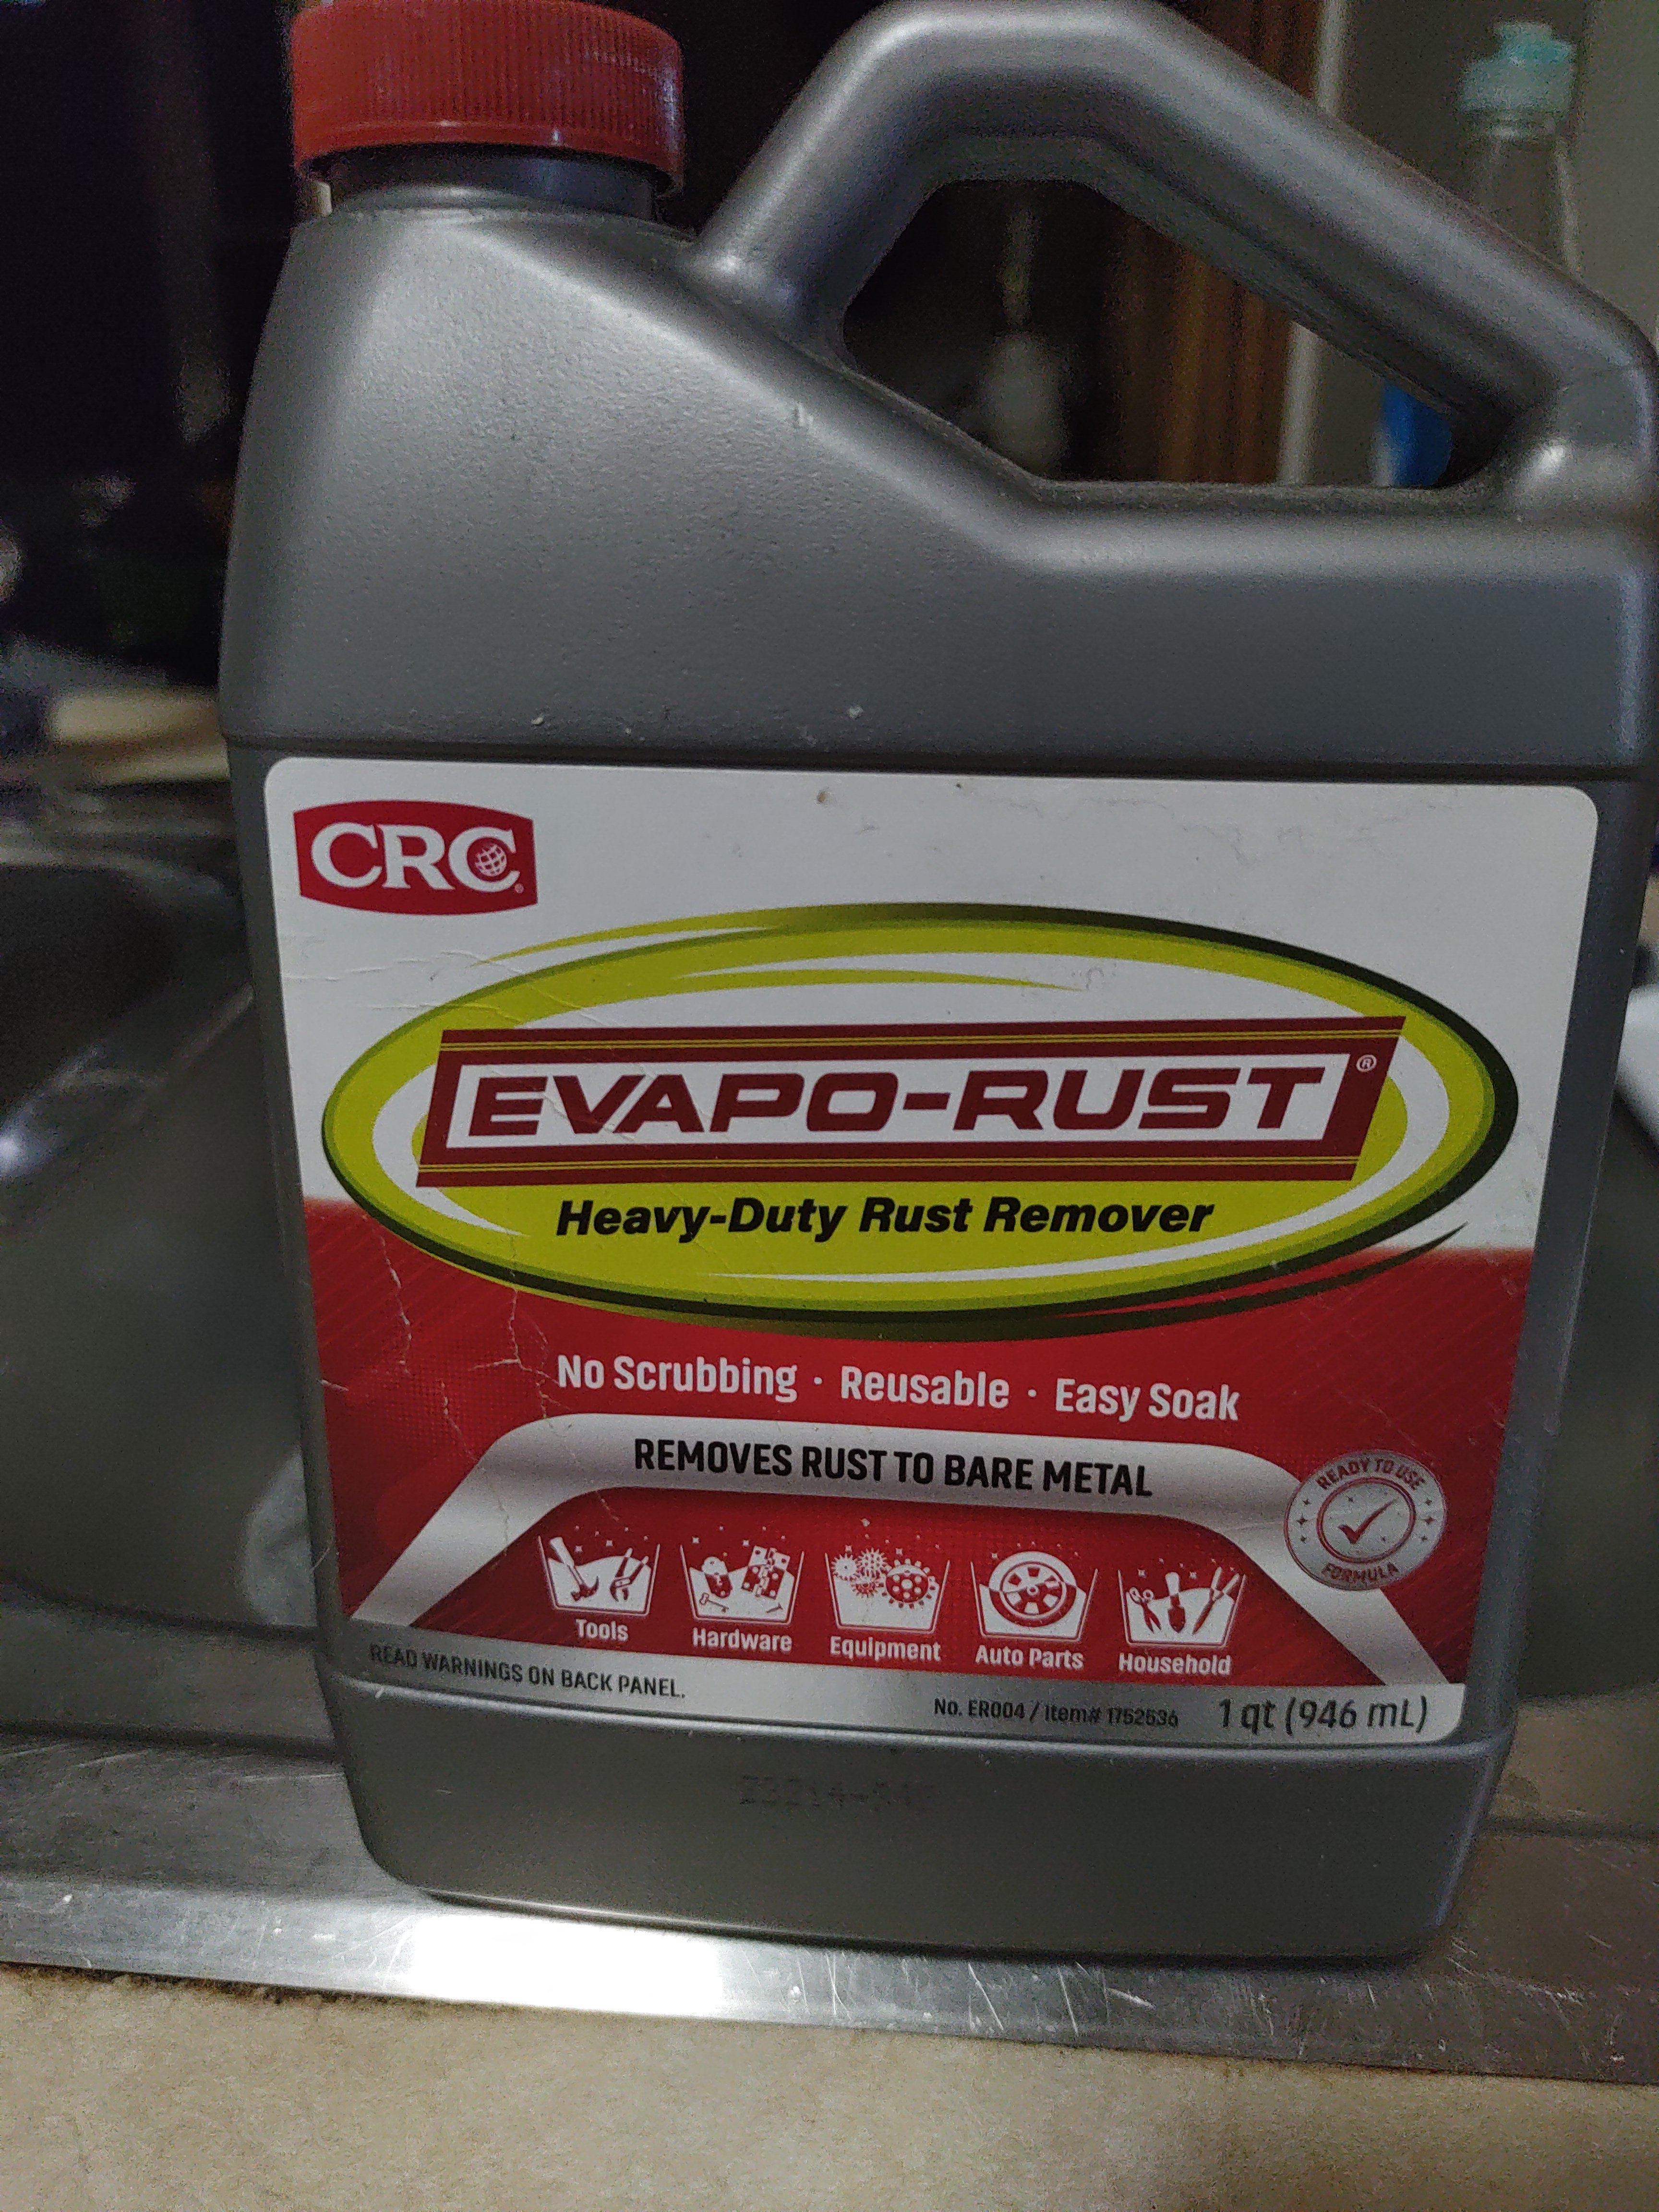 CRC®
EVAPO-RUST®
Heavy-Duty Rust Remover
No Scrubbing · Reusable · Easy Soak
REMOVES RUST TO BARE METAL
READY TO USE
FORMULA
Tools
Hardware
Equipment
Auto Parts
Household
READ WARNINGS ON BACK PANEL.
No. ER004 / Item# 1752536
1 qt (946 mL)